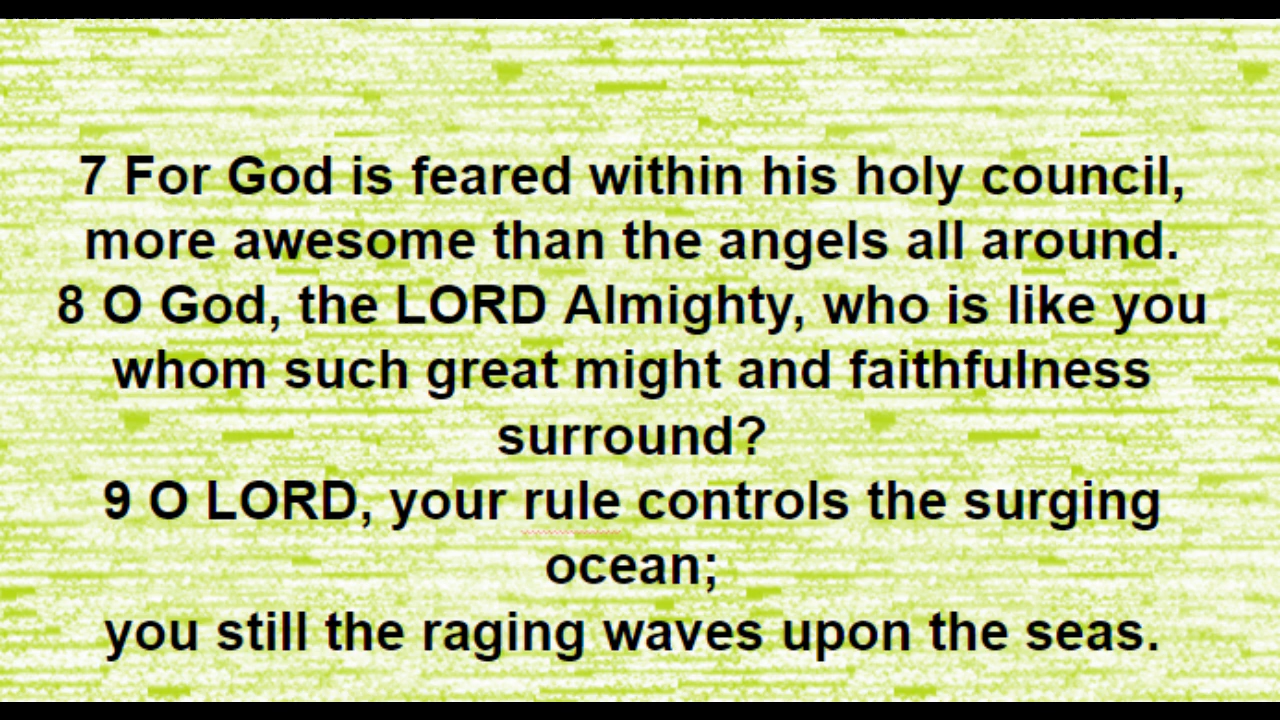 7 For God is feared within his holy council,
more awesome than the angels all around.
8 O God, the LORD Almighty, who is like you
whom such great might and faithfulness
surround?
9 O LORD, your rule controls the surging
ocean;
you still the raging waves upon the seas.